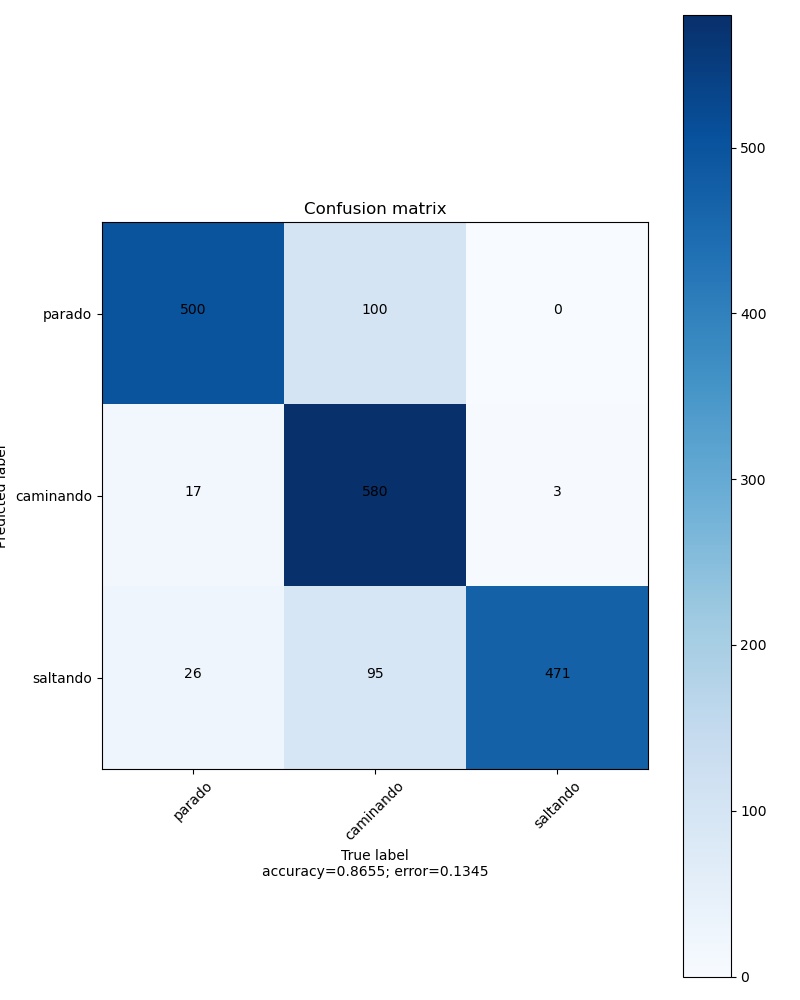 Confusion matrix
parado
500
100
0
caminando
17
580
3
saltando
26
95
471
parado
caminando
saltando
True label
accuracy=0.8655; error=0.1345
Predicted label
500
400
300
200
100
0